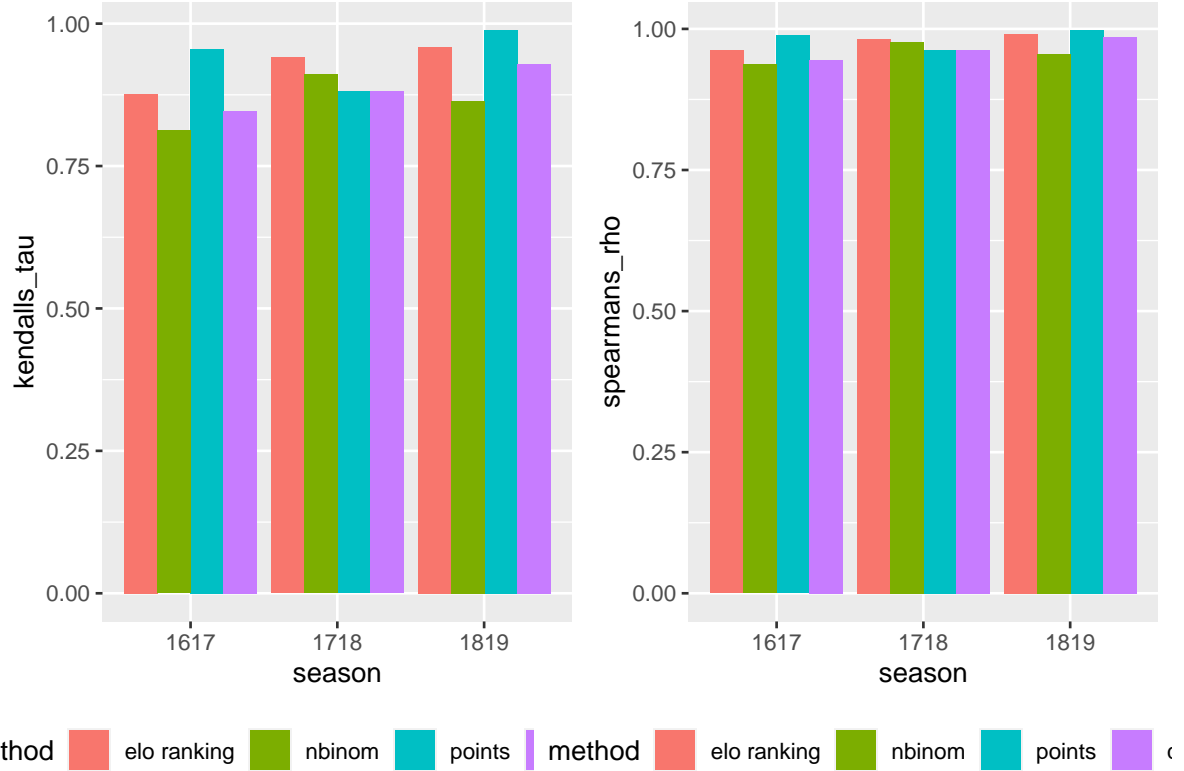 1.00
0.75
0.50
0.25
0.00
kendalls_tau
1617 1718 1819
season
1.00
0.75
0.50
0.25
0.00
spearmans_rho
1617 1718 1819
season
thod elo ranking nbinom points
method elo ranking nbinom points